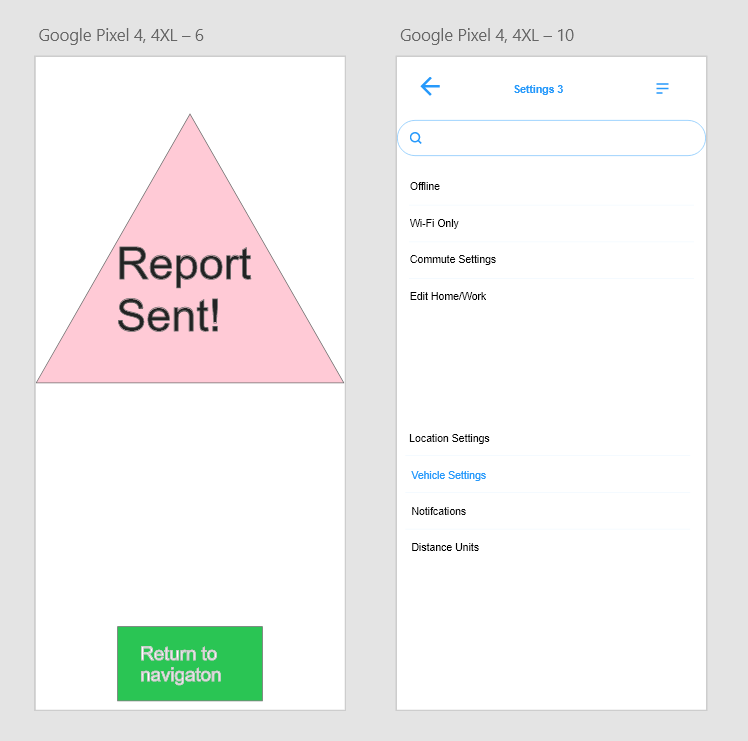 Google Pixel 4, 4XL – 6
Report
Sent!
Return to
navigaton
Google Pixel 4, 4XL – 10
Settings 3
Offline
Wi-Fi Only
Commute Settings
Edit Home/Work
Location Settings
Vehicle Settings
Notifcations
Distance Units